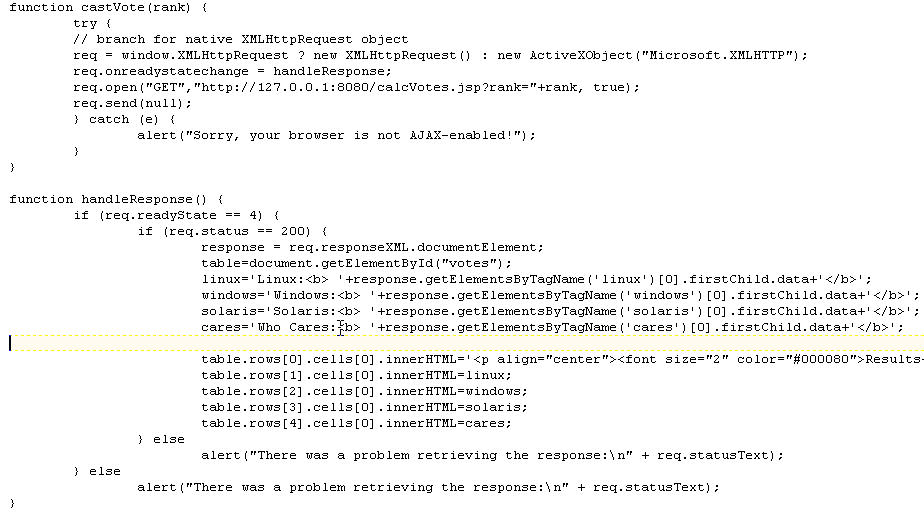 function castVote(rank) {
        try {
        // branch for native XMLHttpRequest object
        req = window.XMLHttpRequest ? new XMLHttpRequest() : new ActiveXObject("Microsoft.XMLHTTP");
        req.onreadystatechange = handleResponse;
        req.open("GET","http://127.0.0.1:8080/calcVotes.jsp?rank="+rank, true);
        req.send(null);
        } catch (e) {
                alert("Sorry, your browser is not AJAX-enabled!");
        }
}

function handleResponse() {
        if (req.readyState == 4) {
                if (req.status == 200) {
                        response = req.responseXML.documentElement;
                        table=document.getElementById("votes");
                        linux='Linux:<b> '+response.getElementsByTagName('linux')[0].firstChild.data+'</b>';
                        windows='Windows:<b> '+response.getElementsByTagName('windows')[0].firstChild.data+'</b>';
                        solaris='Solaris:<b> '+response.getElementsByTagName('solaris')[0].firstChild.data+'</b>';
                        cares='Who Cares:<b> '+response.getElementsByTagName('cares')[0].firstChild.data+'</b>';

                        table.rows[0].cells[0].innerHTML='<p align="center"><font size="2" color="#000080">Results
                        table.rows[1].cells[0].innerHTML=linux;
                        table.rows[2].cells[0].innerHTML=windows;
                        table.rows[3].cells[0].innerHTML=solaris;
                        table.rows[4].cells[0].innerHTML=cares;
                } else
                        alert("There was a problem retrieving the response:\n" + req.statusText);
        } else
                alert("There was a problem retrieving the response:\n" + req.statusText);
}